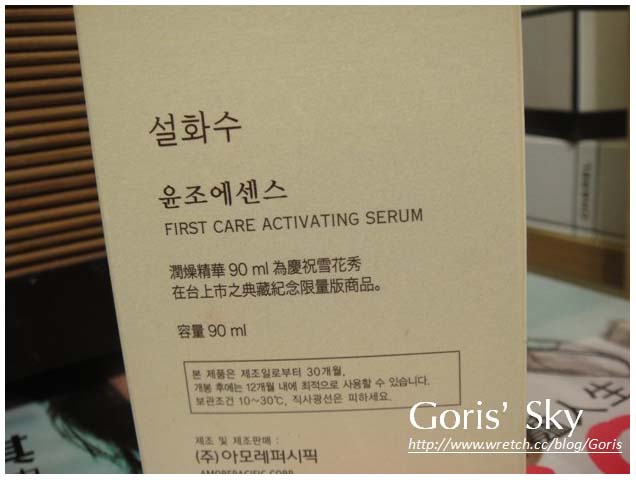 설화수
윤조에센스
FIRST CARE ACTIVATING SERUM
潤燥精華 90 ml 為慶祝雪花秀
在台上市之典藏紀念限量版商品。
容量 90 ml
본 제품은 제조일로부터 30개월,
개봉 후에는 12개월 내에 최적으로 사용할 수 있습니다.
보관조건 10~30℃, 직사광선은 피하세요.
제조 및 제조판매 :
(주)아모레퍼시픽
AMOREPACIFIC CORP.
Goris' Sky
http://www.wretch.cc/blog/Goris
人生